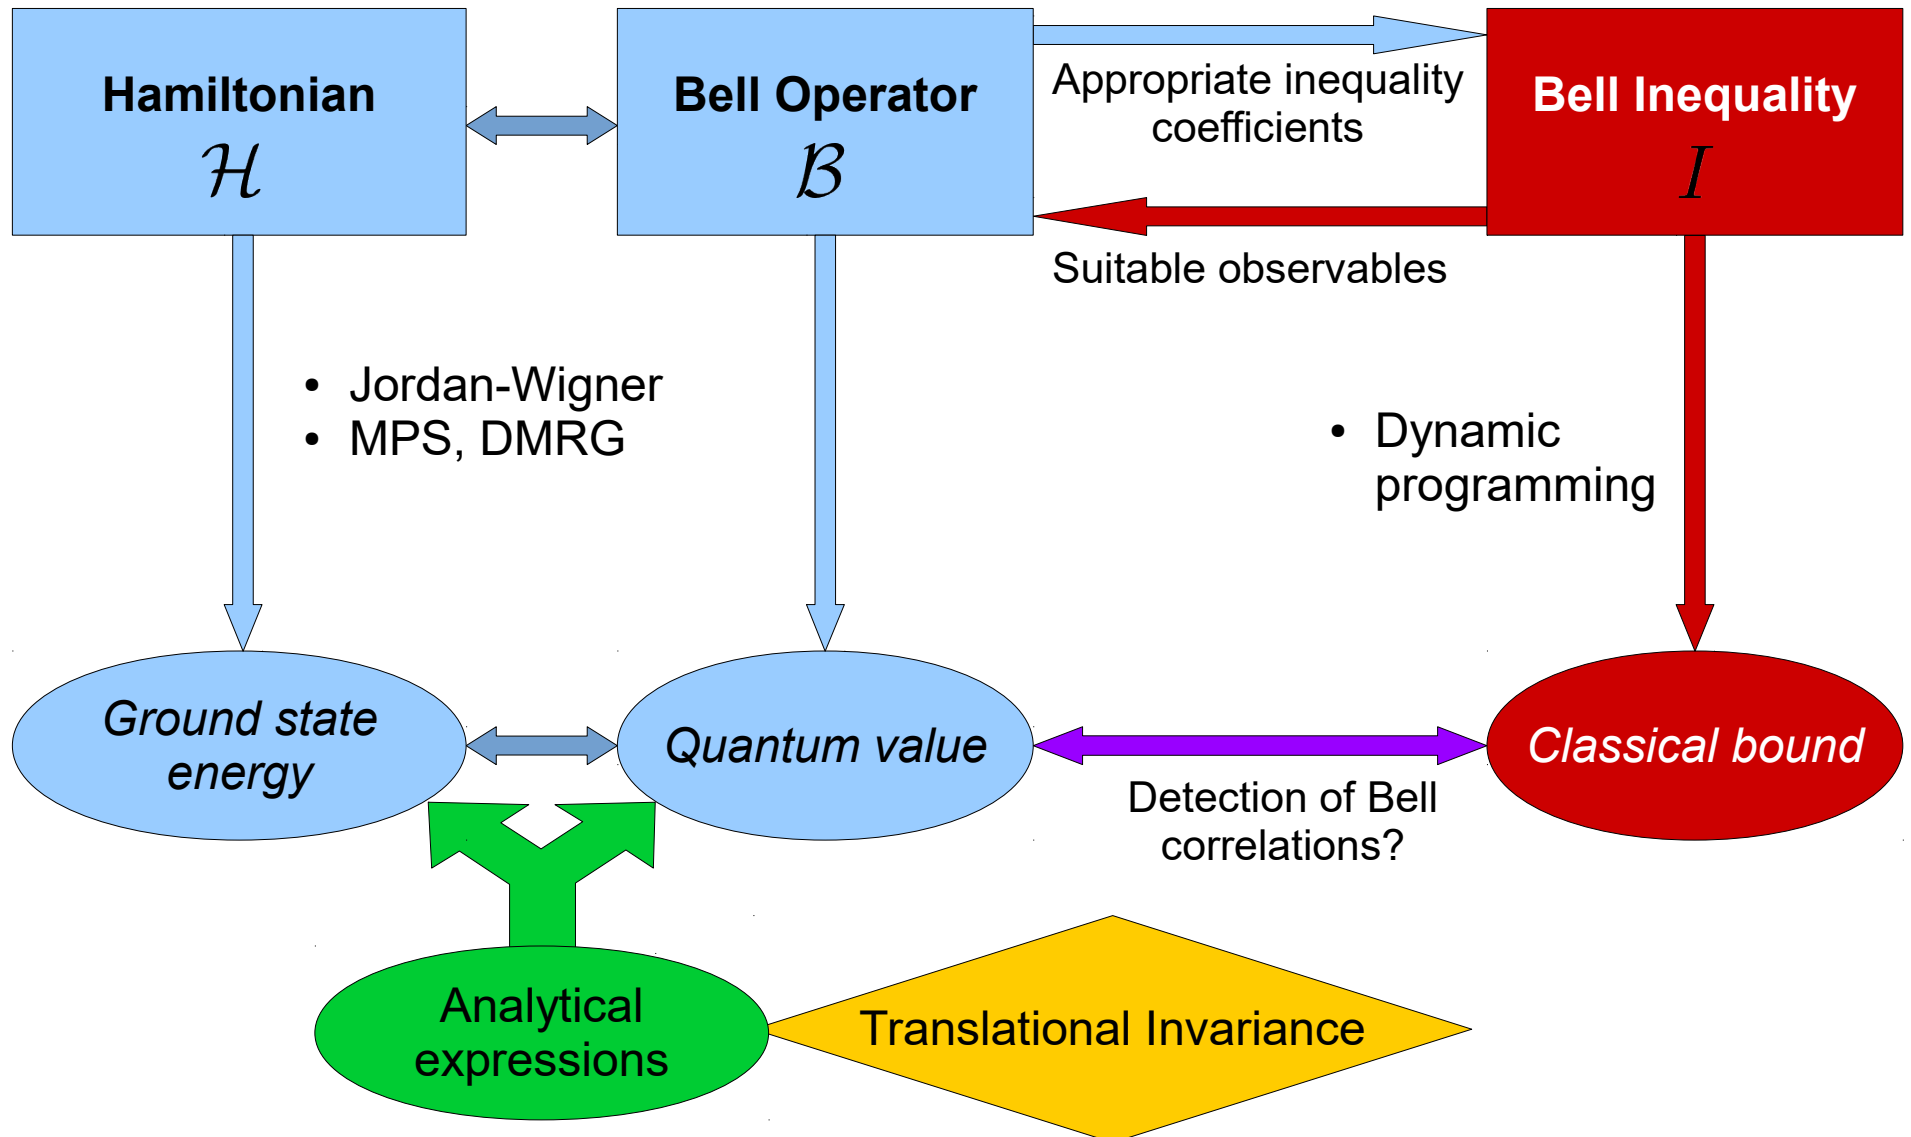 Hamiltonian
ℋ
Bell Operator
ℬ
Appropriate inequality
coefficients
Bell Inequality
I
Suitable observables
• Jordan-Wigner
• MPS, DMRG
• Dynamic
programming
Ground state
energy
Quantum value
Classical bound
Detection of Bell
correlations?
Analytical
expressions
Translational Invariance